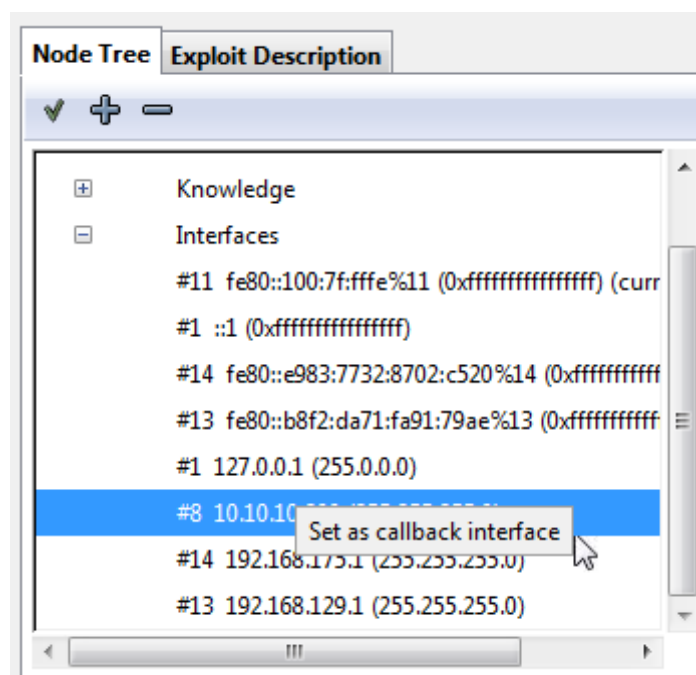 Node Tree Exploit Description
Knowledge
Interfaces
#11 fe80::100:7f:fffe%11 (0xffffffffffffffff) (curr
#1 ::1 (0xffffffffffffffff)
#14 fe80::e983:7732:8702:c520%14 (0xfffffffffff
#13 fe80::b8f2:da71:fa91:79ae%13 (0xfffffffffff
#1 127.0.0.1 (255.0.0.0)
#8 10.10.10
Set as callback interface
#14 192.168.175.1 (255.255.255.0)
#13 192.168.129.1 (255.255.255.0)